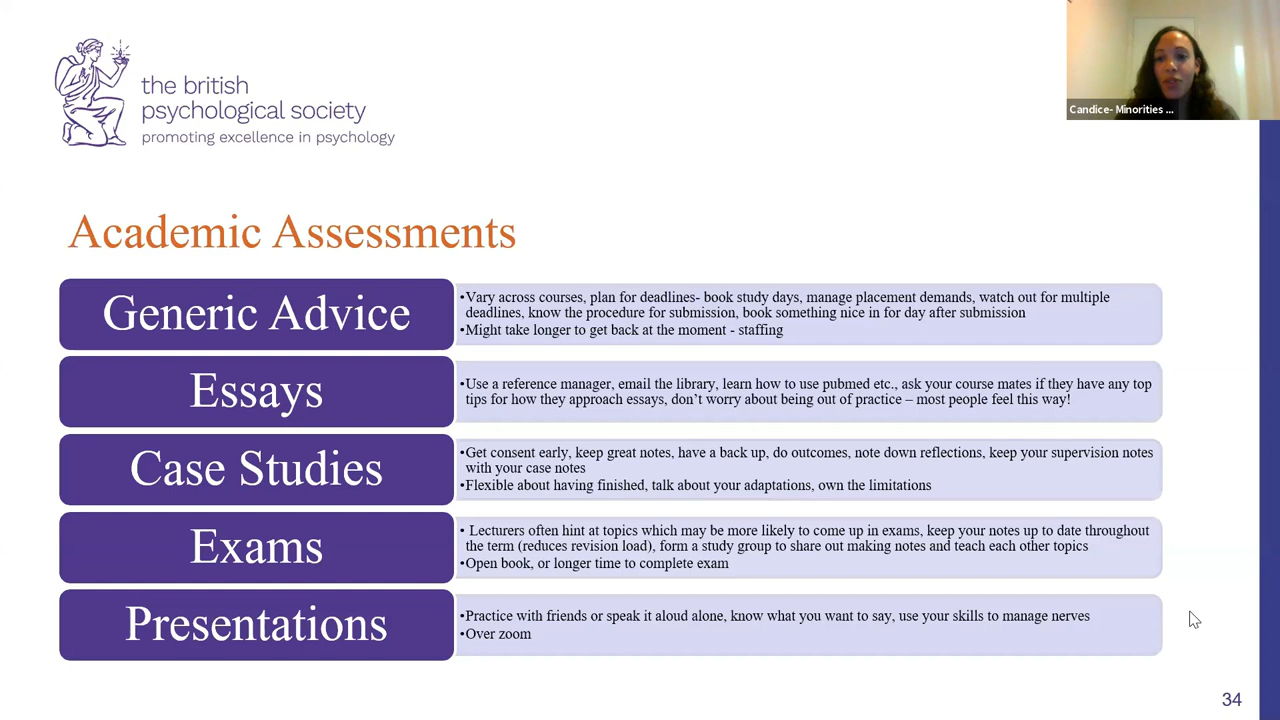 the british
psychological society
promoting excellence in psychology
Candice- Minorities ...
Academic Assessments
Generic Advice
•Vary across courses, plan for deadlines- book study days, manage placement demands, watch out for multiple
deadlines, know the procedure for submission, book something nice in for day after submission
•Might take longer to get back at the moment - staffing
Essays
•Use a reference manager, email the library, learn how to use pubmed etc., ask your course mates if they have any top
tips for how they approach essays, don’t worry about being out of practice – most people feel this way!
Case Studies
•Get consent early, keep great notes, have a back up, do outcomes, note down reflections, keep your supervision notes
with your case notes
•Flexible about having finished, talk about your adaptations, own the limitations
Exams
• Lecturers often hint at topics which may be more likely to come up in exams, keep your notes up to date throughout
the term (reduces revision load), form a study group to share out making notes and teach each other topics
•Open book, or longer time to complete exam
Presentations
•Practice with friends or speak it aloud alone, know what you want to say, use your skills to manage nerves
•Over zoom
34